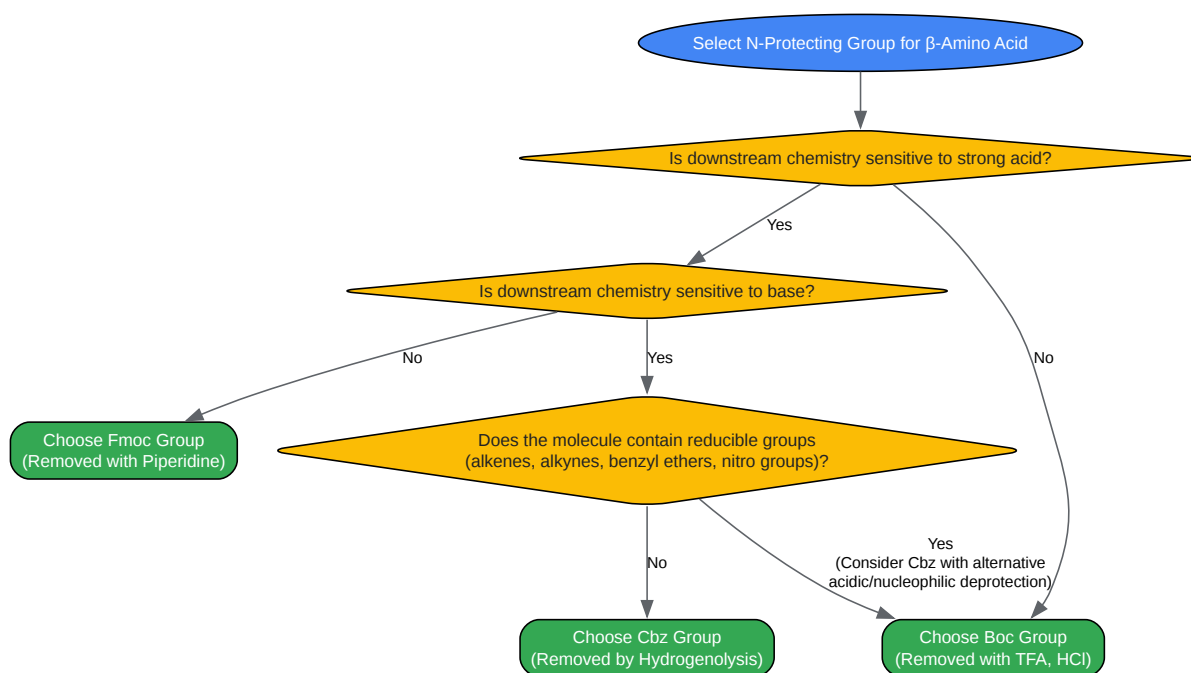 Select N-Protecting Group for β-Amino Acid
Is downstream chemistry sensitive to strong acid?
Yes
Is downstream chemistry sensitive to base?
No
Yes
No
Choose Fmoc Group
(Removed with Piperidine)
Does the molecule contain reducible groups
(alkenes, alkynes, benzyl ethers, nitro groups)?
No
Yes
(Consider Cbz with alternative
acidic/nucleophilic deprotection)
Choose Cbz Group
(Removed by Hydrogenolysis)
Choose Boc Group
(Removed with TFA, HCl)